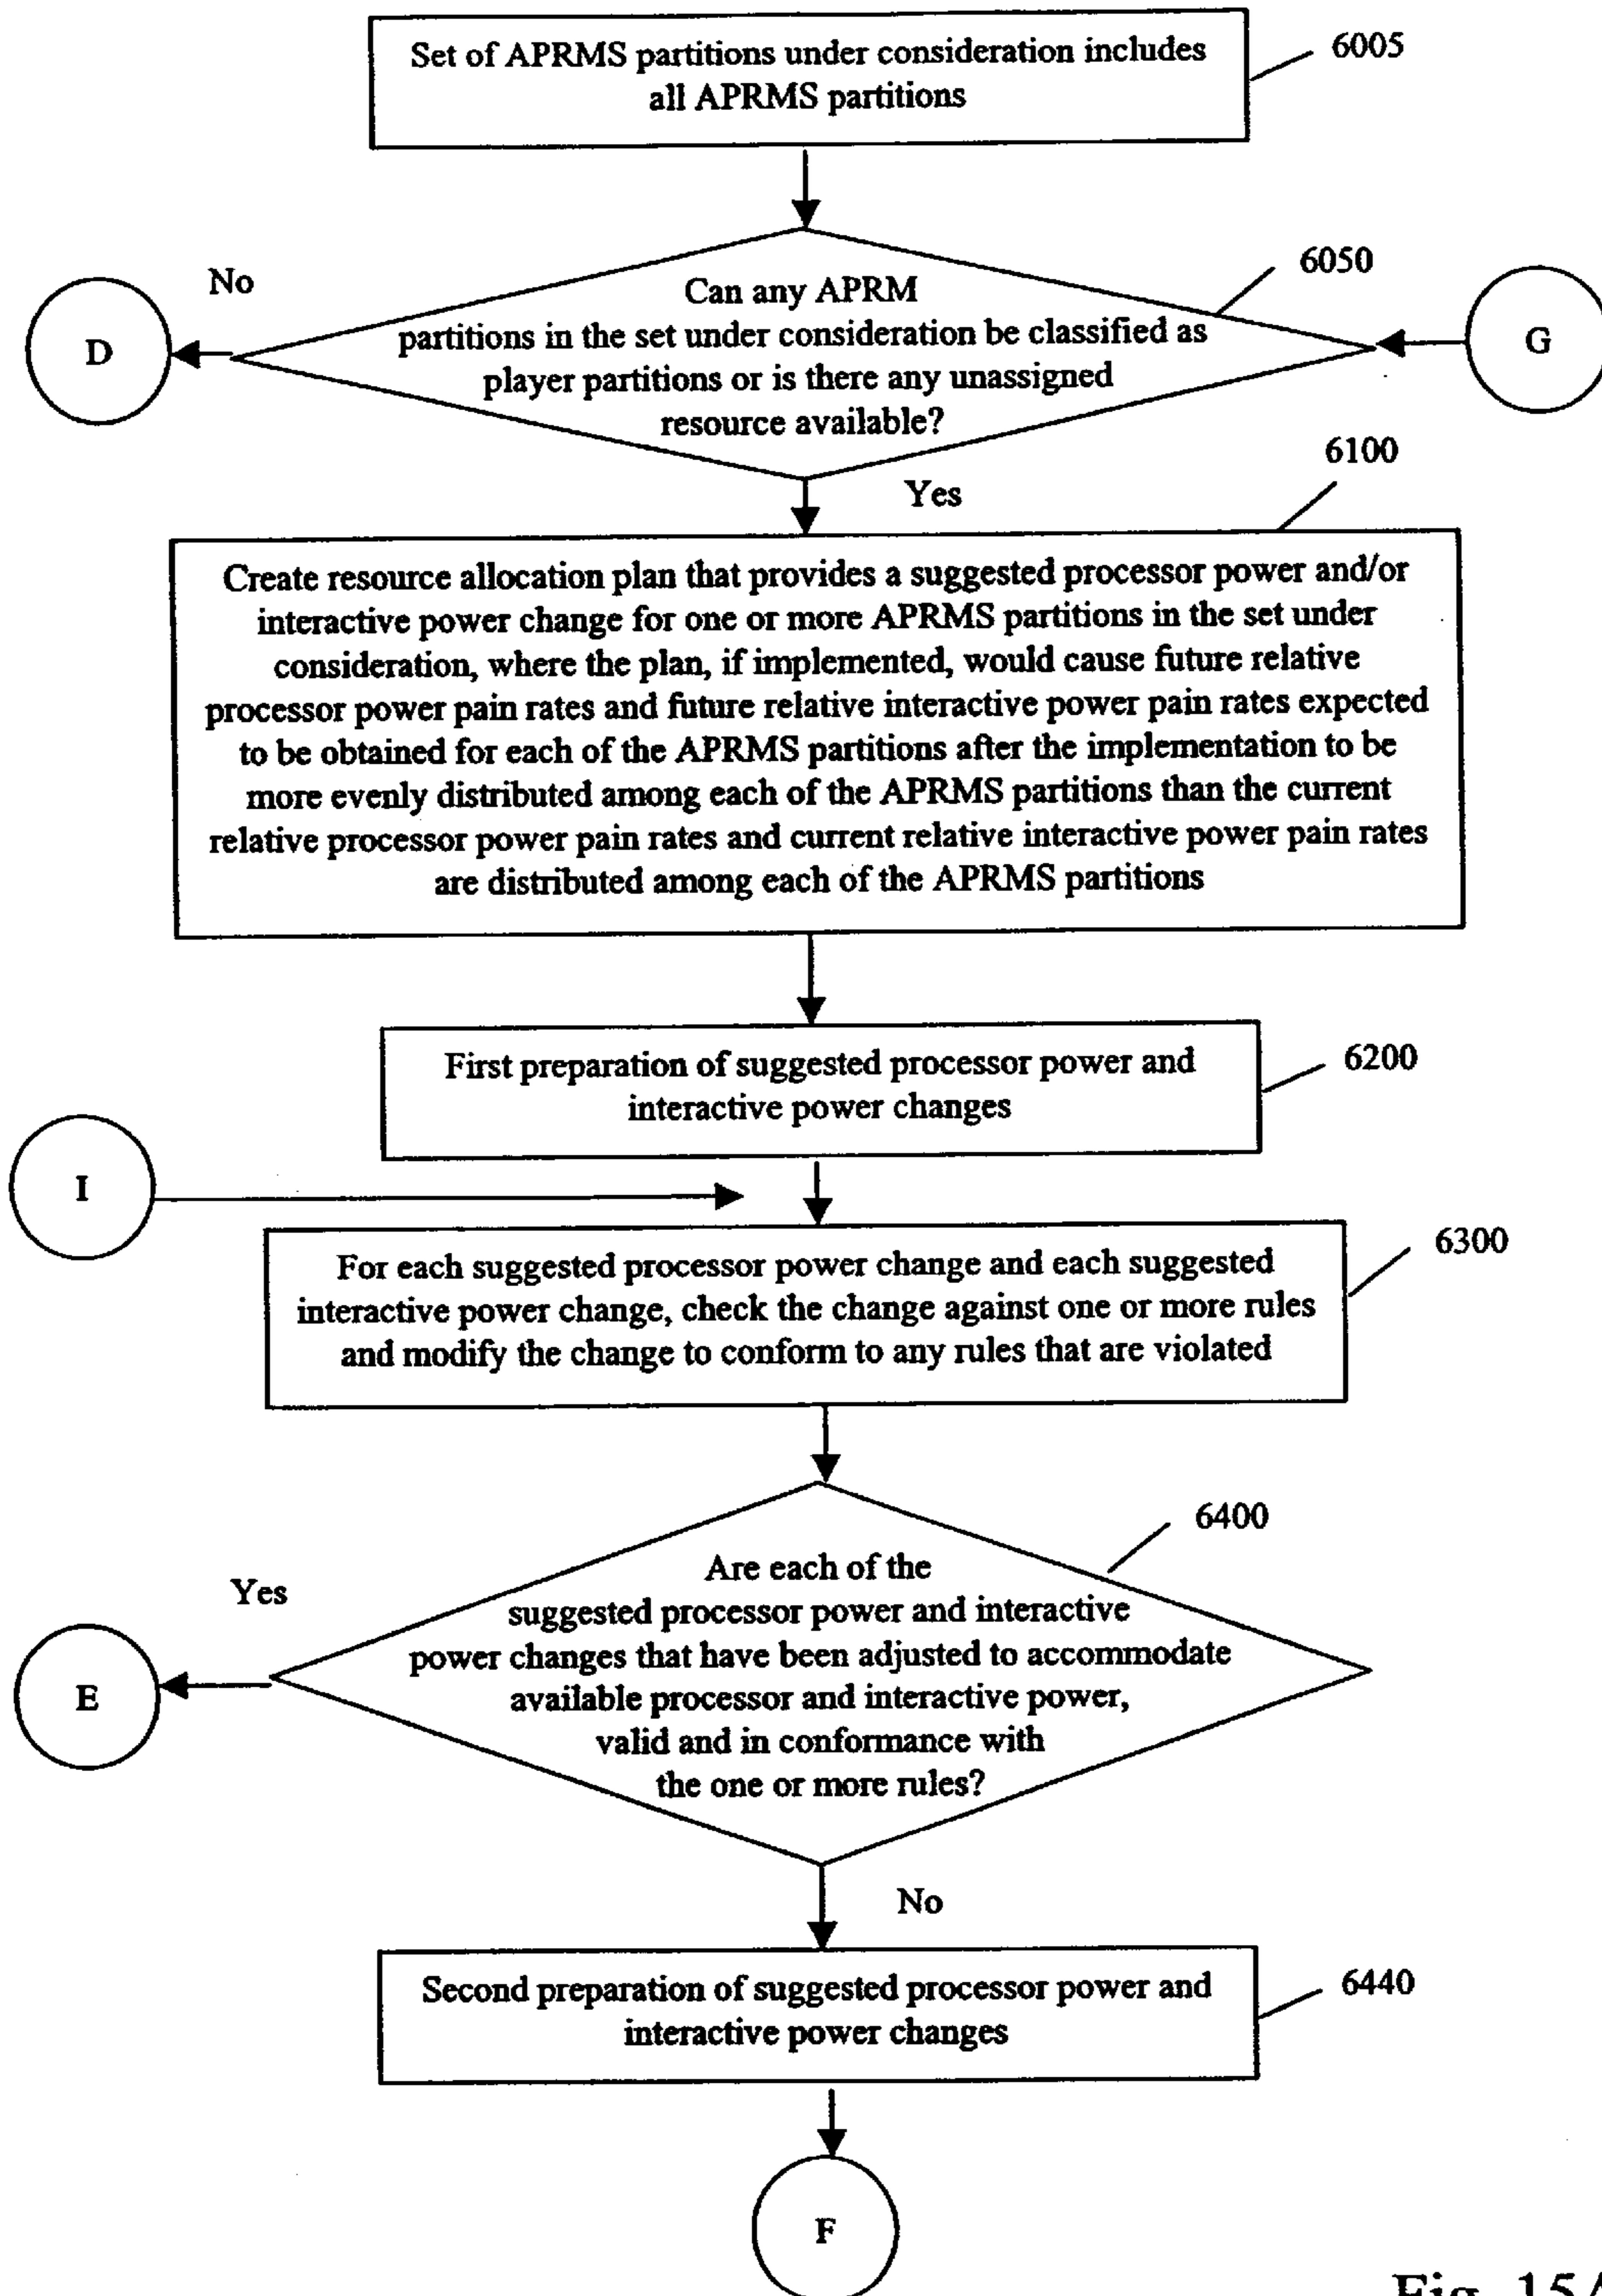 Set of APRMS partitions under consideration includes
all APRMS partitions
6005
No
D
Can any APRM
partitions in the set under consideration be classified as
player partitions or is there any unassigned
resource available?
6050
G
Yes
6100
Create resource allocation plan that provides a suggested processor power and/or
interactive power change for one or more APRMS partitions in the set under
consideration, where the plan, if implemented, would cause future relative
processor power pain rates and future relative interactive power pain rates expected
to be obtained for each of the APRMS partitions after the implementation to be
more evenly distributed among each of the APRMS partitions than the current
relative processor power pain rates and current relative interactive power pain rates
are distributed among each of the APRMS partitions
First preparation of suggested processor power and
interactive power changes
6200
I
For each suggested processor power change and each suggested
interactive power change, check the change against one or more rules
and modify the change to conform to any rules that are violated
6300
6400
Yes
E
Are each of the
suggested processor power and interactive
power changes that have been adjusted to accommodate
available processor and interactive power,
valid and in conformance with
the one or more rules?
No
Second preparation of suggested processor power and
interactive power changes
6440
F
Fig. 15A